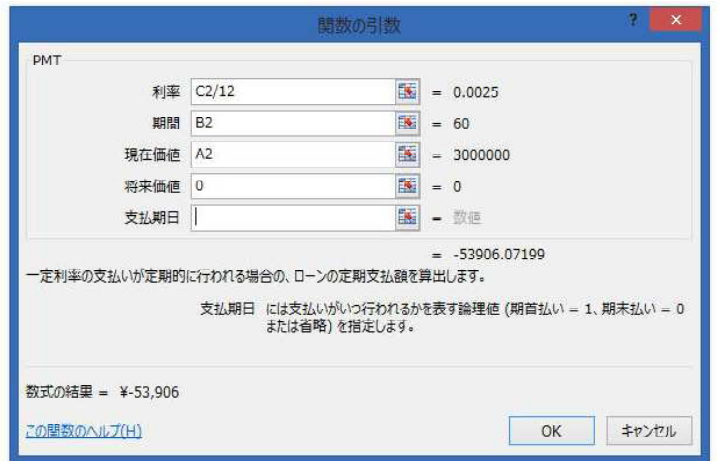 関数の引数
?
×
PMT
利率 C2/12 = 0.0025
期間 B2 = 60
現在価値 A2 = 3000000
将来価値 0 = 0
支払期日 = 数値
= -53906.07199
一定利率の支払いが定期的に行われる場合の、ローンの定期支払額を算出します。
支払期日 には支払いがいつ行われるかを表す論理値 (期首払い = 1、期末払い = 0
または省略) を指定します。
数式の結果 = ¥-53,906
この関数のヘルプ(H)
OK
キャンセル